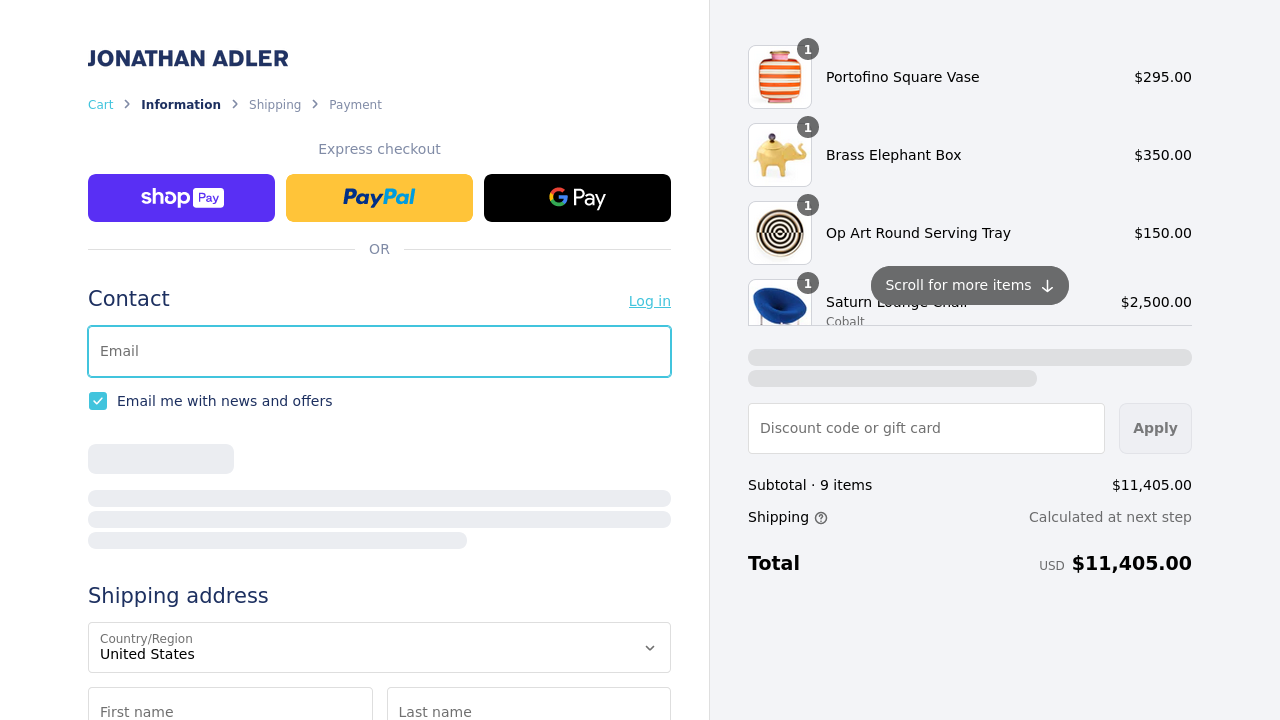 JONATHAN ADLER
Cart > Information > Shipping > Payment
Express checkout
shop Pay
PayPal
G Pay
OR
Contact
Log in
Email
Email me with news and offers
Shipping address
Country/Region
United States
First name
Last name
1
Portofino Square Vase $295.00
1
Brass Elephant Box $350.00
1
Op Art Round Serving Tray $150.00
Scroll for more items ↓
1
Saturn Lounge Chair $2,500.00
Cobalt
Discount code or gift card
Apply
Subtotal · 9 items $11,405.00
Shipping Calculated at next step
Total USD $11,405.00